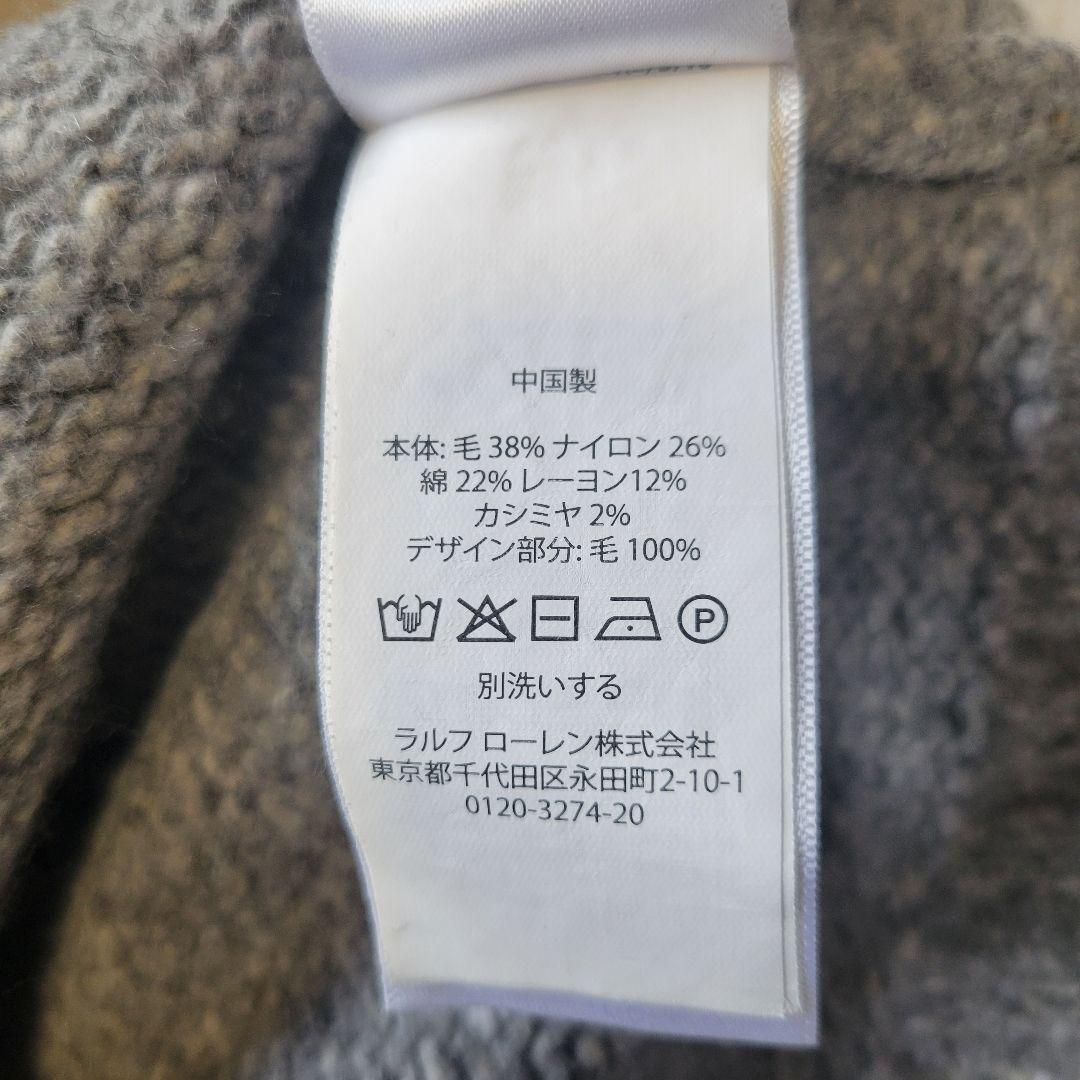 中国製
本体: 毛 38% ナイロン 26%
綿 22% レーヨン12%
カシミヤ 2%
デザイン部分: 毛 100%
P
別洗いする
ラルフ ローレン株式会社
東京都千代田区永田町2-10-1
0120-3274-20